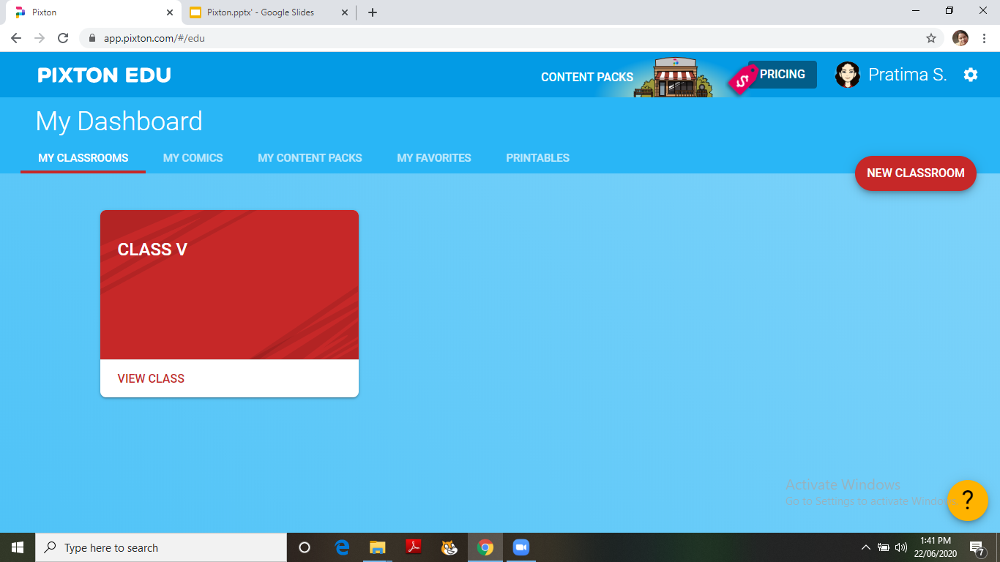 Pixton
Pixton.pptx' - Google Slides
app.pixton.com/#/edu
PIXTON EDU
CONTENT PACKS
$
PRICING
Pratima S.
My Dashboard
MY CLASSROOMS
MY COMICS
MY CONTENT PACKS
MY FAVORITES
PRINTABLES
NEW CLASSROOM
CLASS V
VIEW CLASS
Activate Windows
Go to Settings to activate Windows.
?
Type here to search
1:41 PM
22/06/2020
7